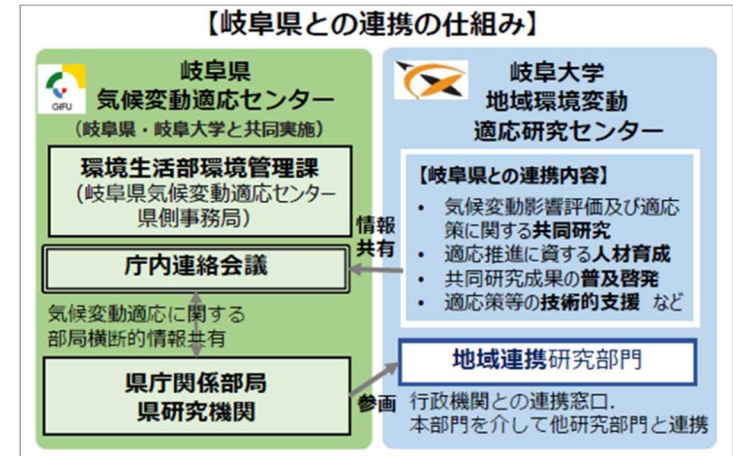 【岐阜県との連携の仕組み】
GIFU
岐阜県
気候変動適応センター
（岐阜県・岐阜大学と共同実施）
環境生活部環境管理課
（岐阜県気候変動適応センター
県側事務局）
庁内連絡会議
気候変動適応に関する
部局横断的情報共有
県庁関係部局
県研究機関
情報
共有
参画
岐阜大学
地域環境変動
適応研究センター
【岐阜県との連携内容】
• 気候変動影響評価及び適応
策に関する共同研究
• 適応推進に資する人材育成
• 共同研究成果の普及啓発
• 適応策等の技術的支援 など
地域連携研究部門
行政機関との連携窓口.
本部門を介して他研究部門と連携